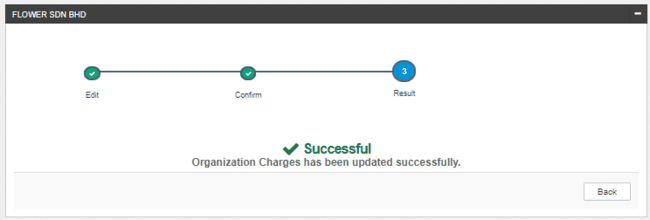 FLOWER SDN BHD
3
Edit
Confirm
Result
Successful
Organization Charges has been updated successfully.
Back